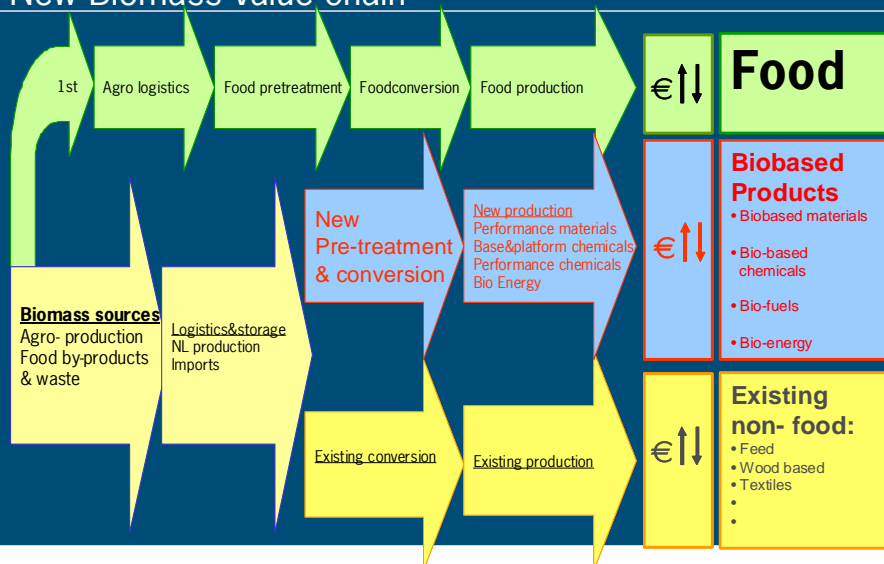 New Biomass value chain
1st
Agro logistics
Food pretreatment
Foodconversion
Food production
€
Food
Biomass sources
Agro- production
Food by-products
& waste
Logistics&storage
NL production
Imports
New
Pre-treatment
& conversion
New production
Performance materials
Base&platform chemicals
Performance chemicals
Bio Energy
€
Biobased
Products
• Biobased materials
• Bio-based
chemicals
• Bio-fuels
• Bio-energy
Existing conversion
Existing production
€
Existing
non- food:
• Feed
• Wood based
• Textiles
•
•